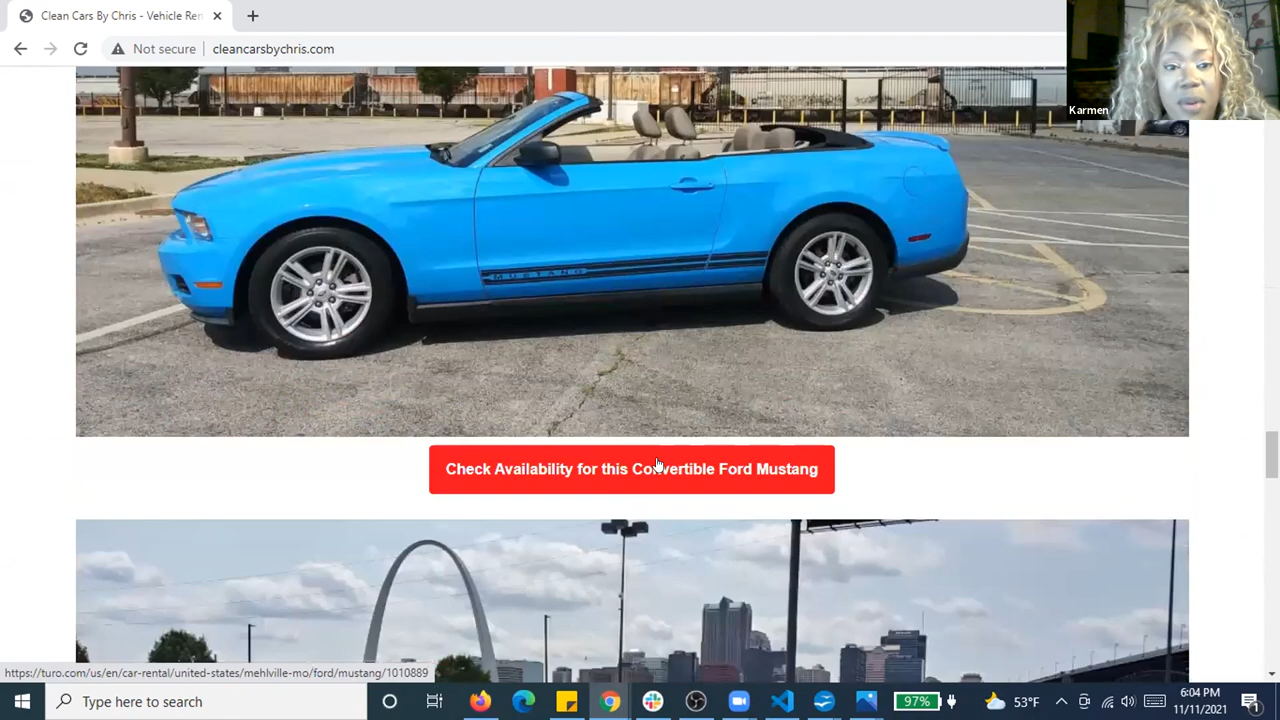 Clean Cars By Chris - Vehicle Ren
Not secure
cleancarsbychris.com
Karmen
MUSTANG
Check Availability for this Convertible Ford Mustang
https://turo.com/us/en/car-rental/united-states/mehlville-mo/ford/mustang/1010889
Type here to search
97%
53°F
6:04 PM
11/11/2021
1